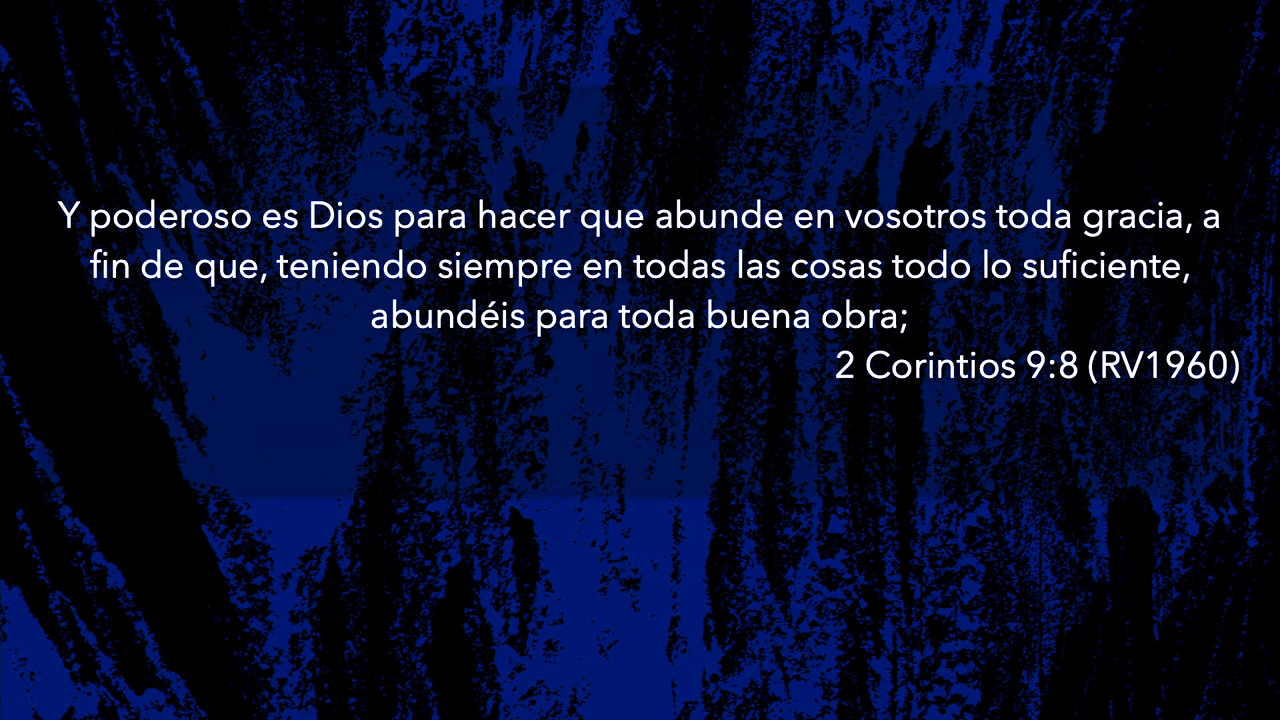 Y poderoso es Dios para hacer que abunde en vosotros toda gracia, a
fin de que, teniendo siempre en todas las cosas todo lo suficiente,
abundéis para toda buena obra;
2 Corintios 9:8 (RV1960)